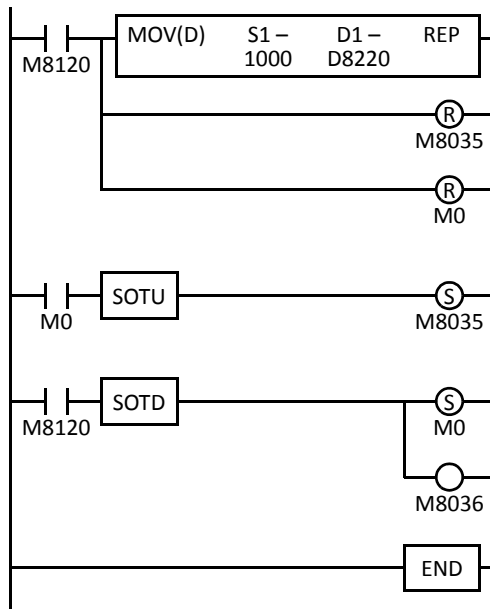 MOV(D) S1 – D1 – REP
1000 D8220
M8120
R
M8035
R
M0
SOTU
S
M0
M8035
SOTD
S
M8120
M0
M8036
END